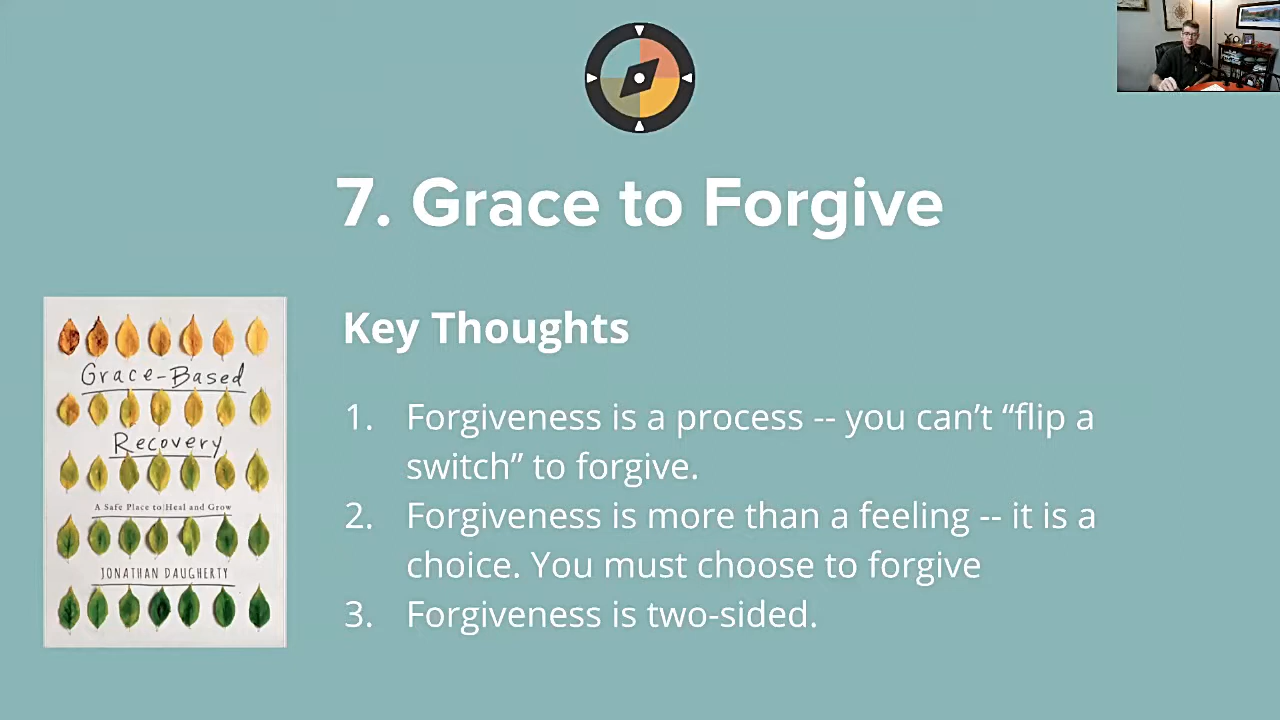 7. Grace to Forgive
Grace-Based
Recovery
A Safe Place to Heal and Grow
JONATHAN DAUGHERTY
Key Thoughts
1. Forgiveness is a process -- you can’t “flip a
switch” to forgive.
2. Forgiveness is more than a feeling -- it is a
choice. You must choose to forgive
3. Forgiveness is two-sided.